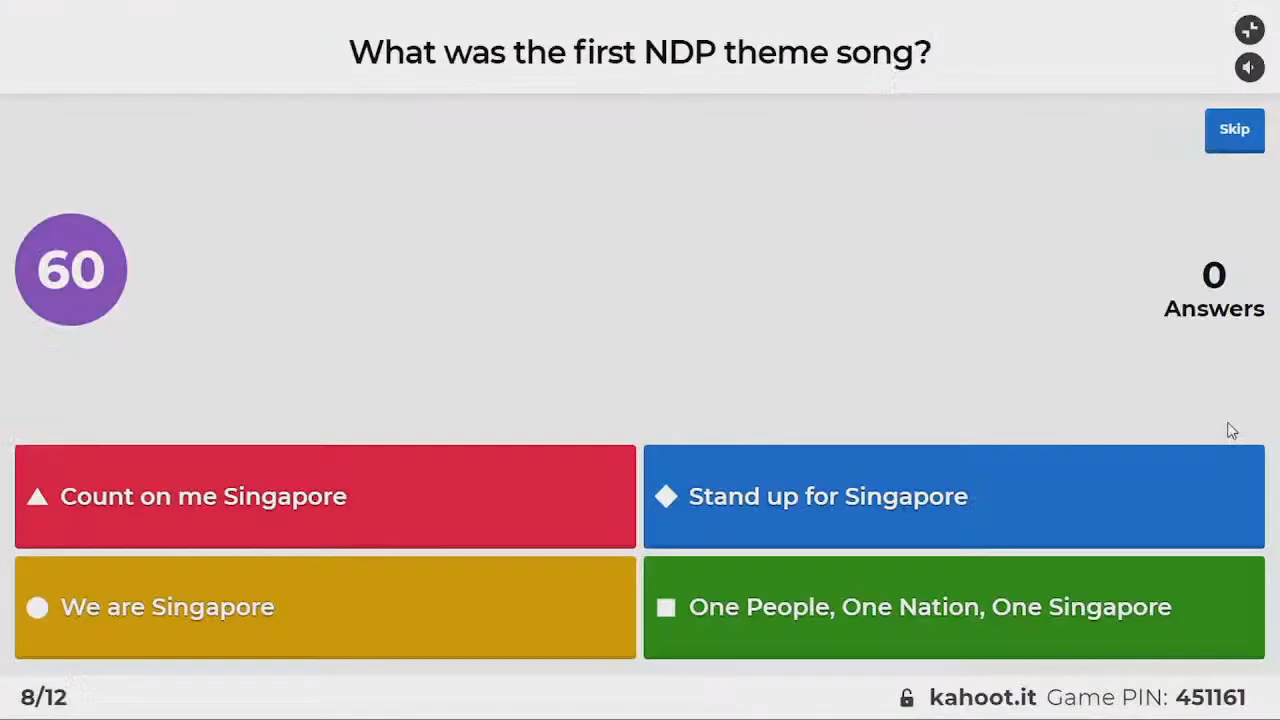 What was the first NDP theme song?
Skip
60
0
Answers
Count on me Singapore
Stand up for Singapore
We are Singapore
One People, One Nation, One Singapore
8/12
kahoot.it Game PIN: 451161